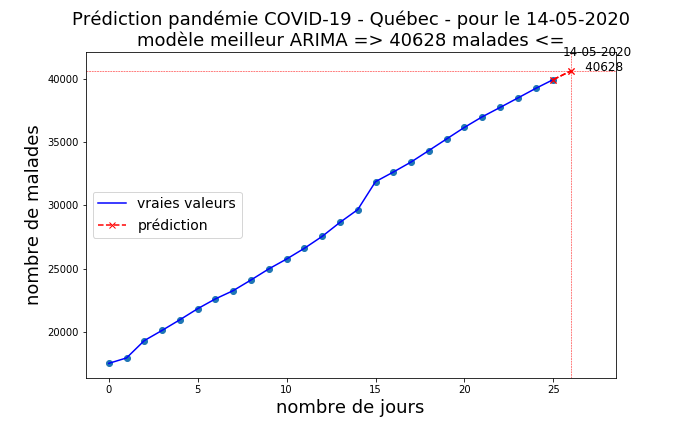 Prédiction pandémie COVID-19 - Québec - pour le 14-05-2020
modèle meilleur ARIMA => 40628 malades <=
14-05-2020
40628
40000
35000
30000
25000
20000
nombre de malades
vraies valeurs
prédiction
0 5 10 15 20 25
nombre de jours